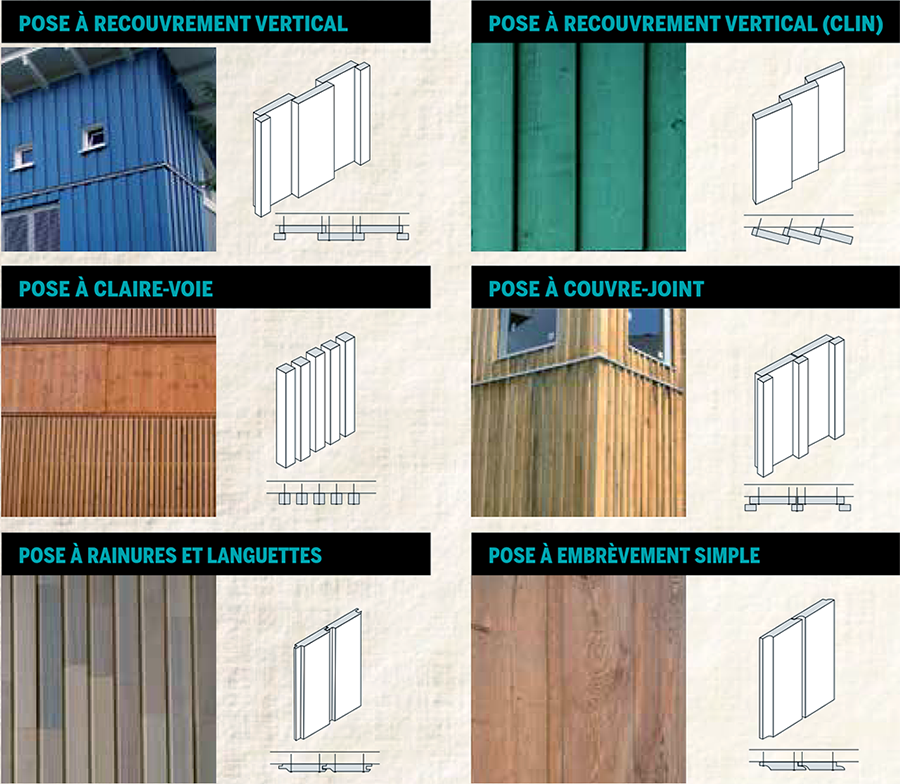 POSE À RECOUVREMENT VERTICAL
POSE À RECOUVREMENT VERTICAL (CLIN)
POSE À CLAIRE-VOIE
POSE À COUVRE-JOINT
POSE À RAINURES ET LANGUETTES
POSE À EMBRÈVEMENT SIMPLE